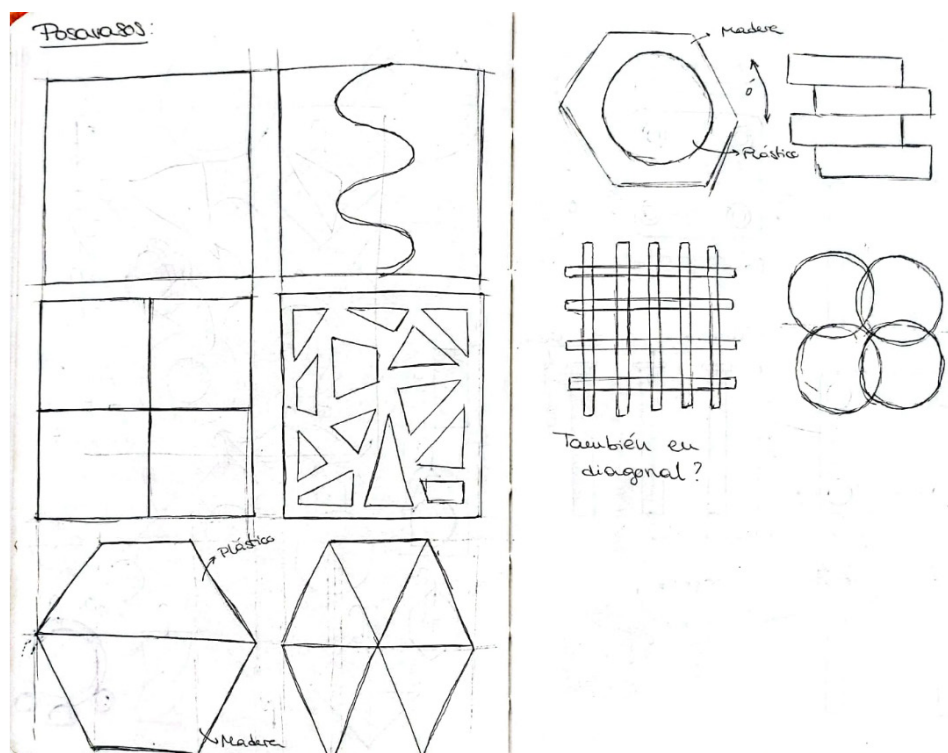 Posavasos:
Plástico
Madera
Madera
ó
Plástico
También en
diagonal?